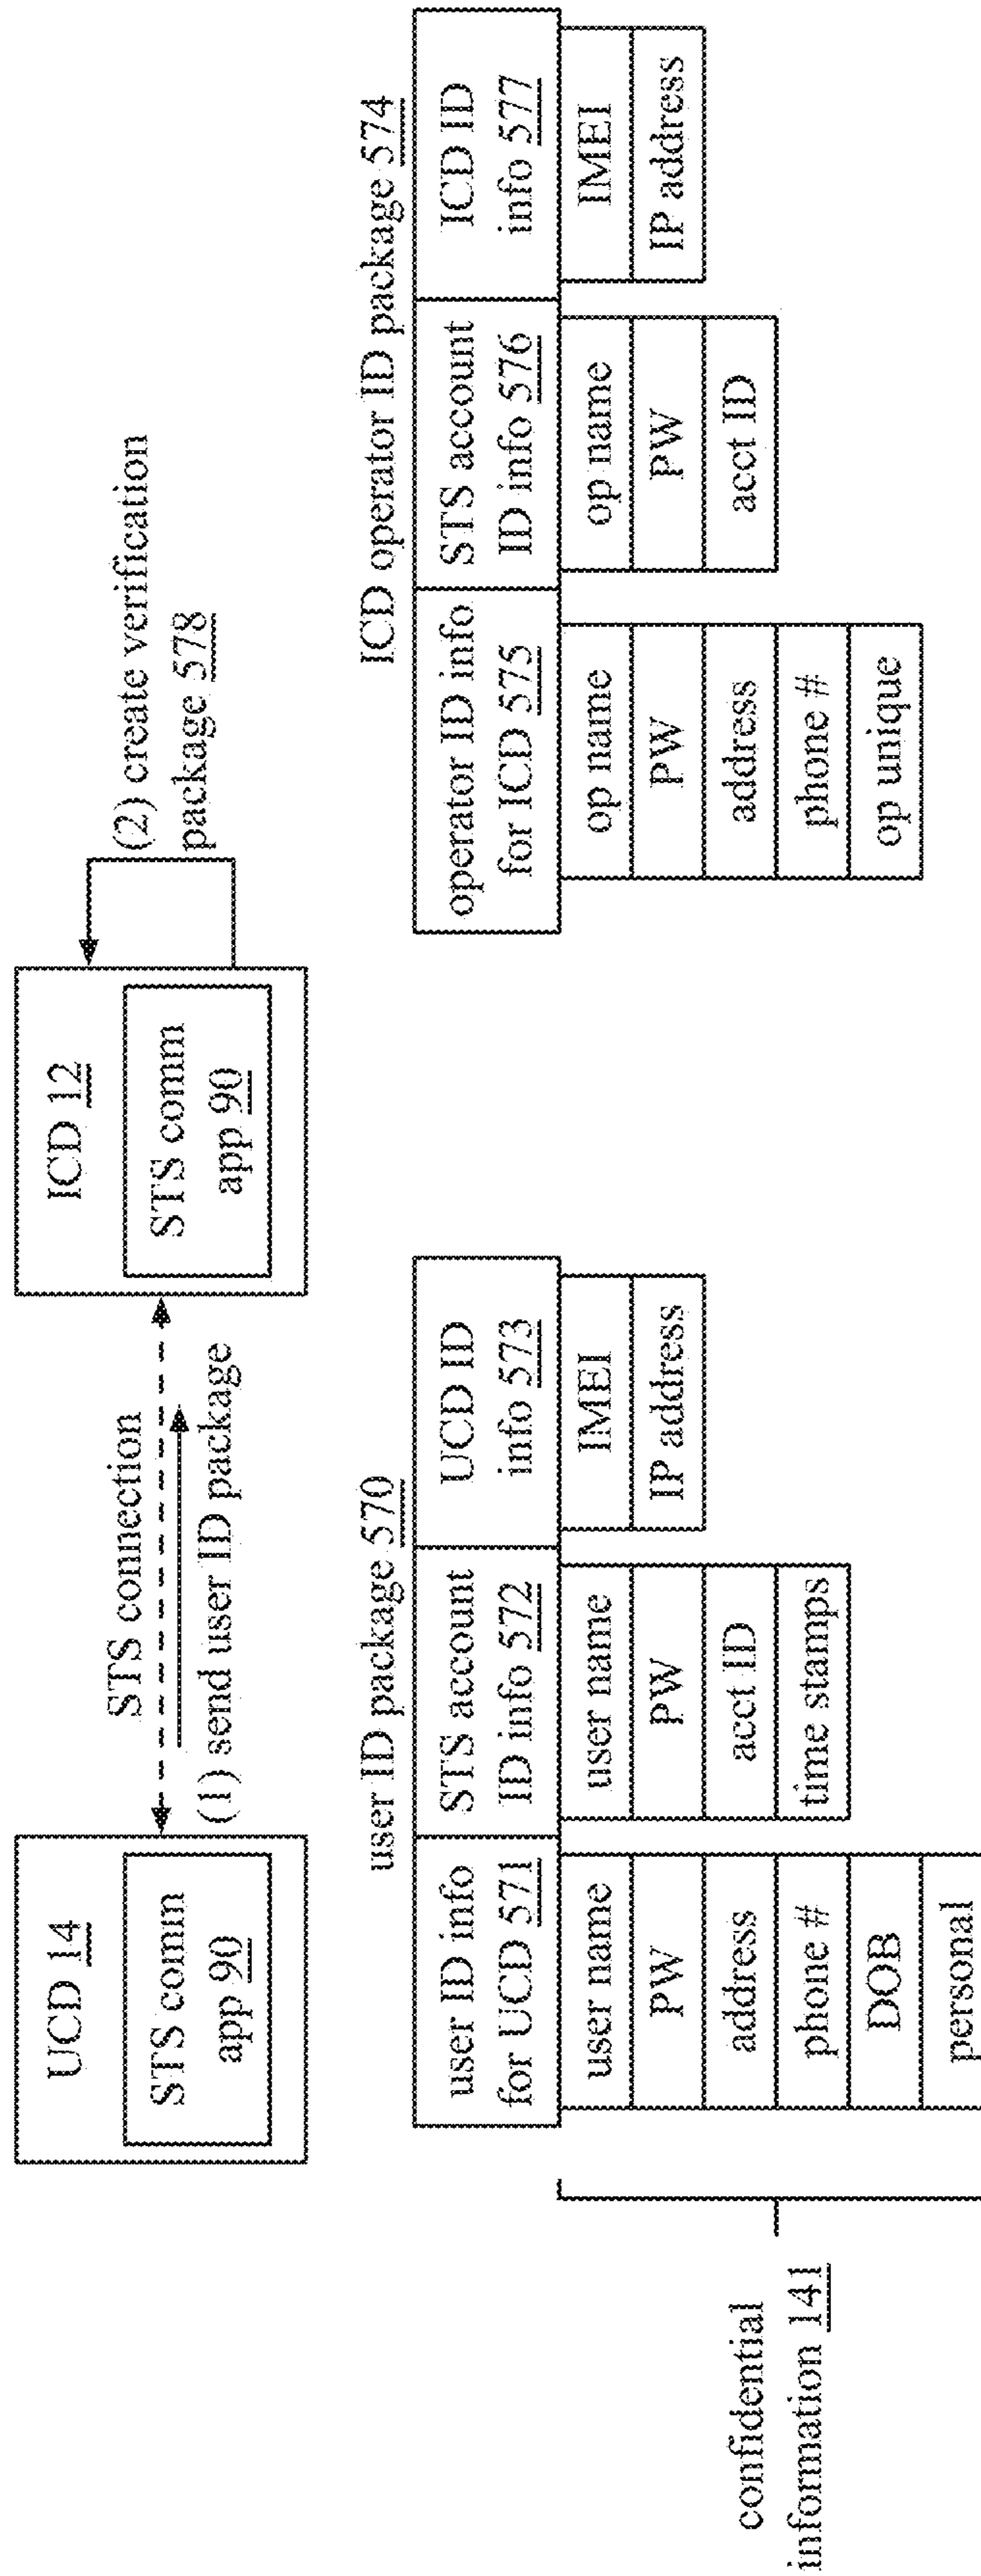 UCD 14
STS comm
app 90
STS connection
(1) send user ID package
ICD 12
STS comm
app 90
(2) create verification
package 578
user ID package 570
user ID info
for UCD 571
STS account
ID info 572
UCD ID
info 573
user name
PW
address
phone #
DOB
personal
user name
PW
acct ID
time stamps
IMEI
IP address
confidential
information 141
ICD operator ID package 574
operator ID info
for ICD 575
STS account
ID info 576
ICD ID
info 577
op name
PW
address
phone #
op unique
op name
PW
acct ID
IMEI
IP address